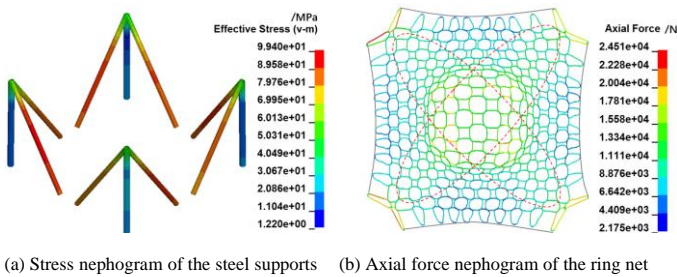 /MPa
Effective Stress (v-m)
9.940e+01
8.958e+01
7.976e+01
6.995e+01
6.013e+01
5.031e+01
4.049e+01
3.067e+01
2.086e+01
1.104e+01
1.220e+00
Axial Force /N
2.451e+04
2.228e+04
2.004e+04
1.781e+04
1.558e+04
1.334e+04
1.111e+04
8.876e+03
6.642e+03
4.409e+03
2.175e+03
(a) Stress nephogram of the steel supports
(b) Axial force nephogram of the ring net